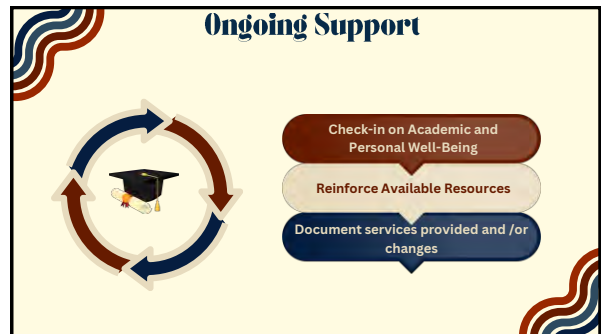 Ongoing Support
Check-in on Academic and
Personal Well-Being
Reinforce Available Resources
Document services provided and /or
changes